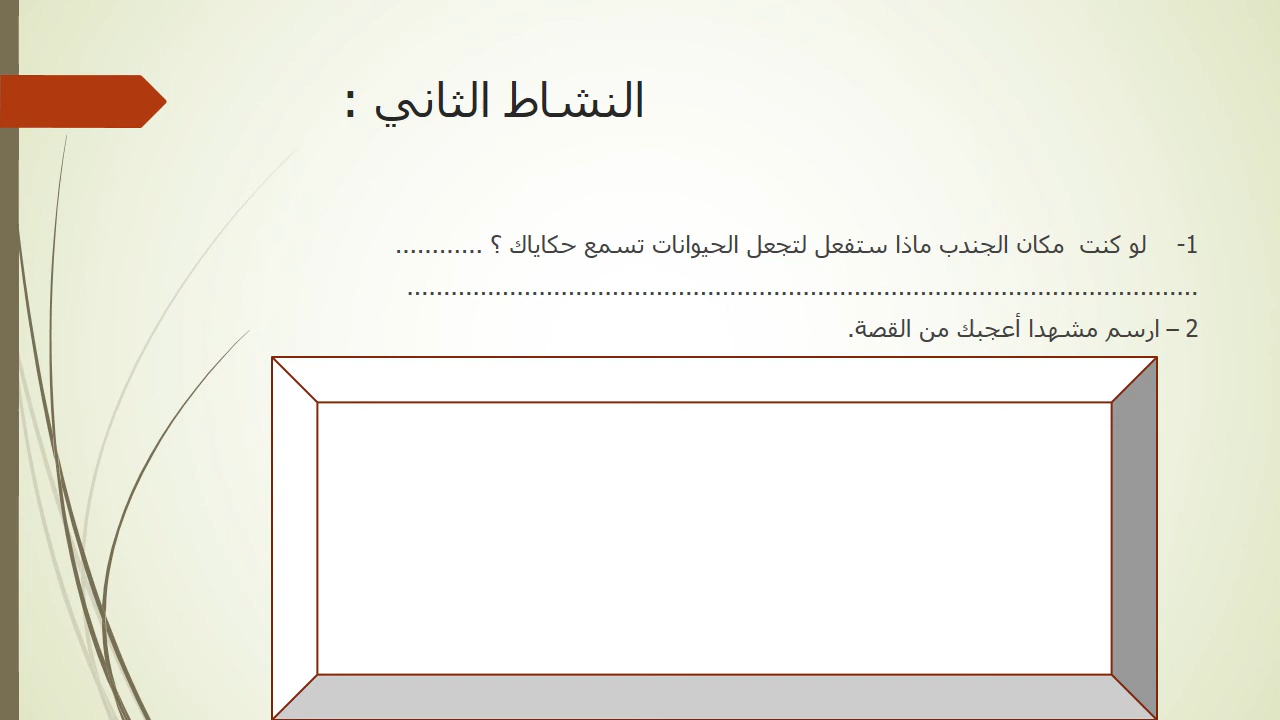 النشاط الثاني :
1- لو كنت مكان الجندب ماذا ستفعل لتجعل الحيوانات تسمع حكاياك ؟ ............
............................................................................................
2 – ارسم مشهدا أعجبك من القصة.